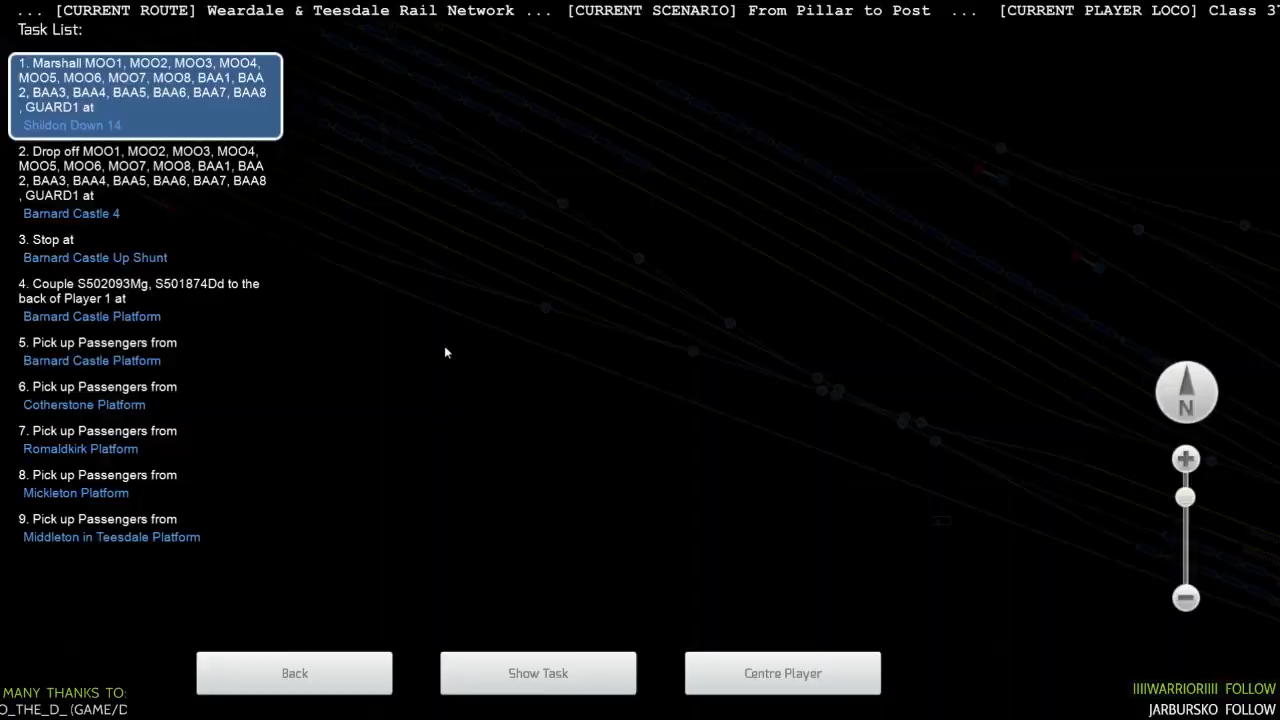 ... [CURRENT ROUTE] Weardale & Teesdale Rail Network ... [CURRENT SCENARIO] From Pillar to Post ... [CURRENT PLAYER LOCO] Class 37
Task List:
1. Marshall MOO1, MOO2, MOO3, MOO4,
MOO5, MOO6, MOO7, MOO8, BAA1, BAA
2, BAA3, BAA4, BAA5, BAA6, BAA7, BAA8
, GUARD1 at
Shildon Down 14
2. Drop off MOO1, MOO2, MOO3, MOO4,
MOO5, MOO6, MOO7, MOO8, BAA1, BAA
2, BAA3, BAA4, BAA5, BAA6, BAA7, BAA8
, GUARD1 at
Barnard Castle 4
3. Stop at
Barnard Castle Up Shunt
4. Couple S502093Mg, S501874Dd to the
back of Player 1 at
Barnard Castle Platform
5. Pick up Passengers from
Barnard Castle Platform
6. Pick up Passengers from
Cotherstone Platform
7. Pick up Passengers from
Romaldkirk Platform
8. Pick up Passengers from
Mickleton Platform
9. Pick up Passengers from
Middleton in Teesdale Platform
N
Back
Show Task
Centre Player
MANY THANKS TO:
O_THE_D_ (GAME/D
IIIIWARRIORIIII FOLLOW
JARBURSKO FOLLOW